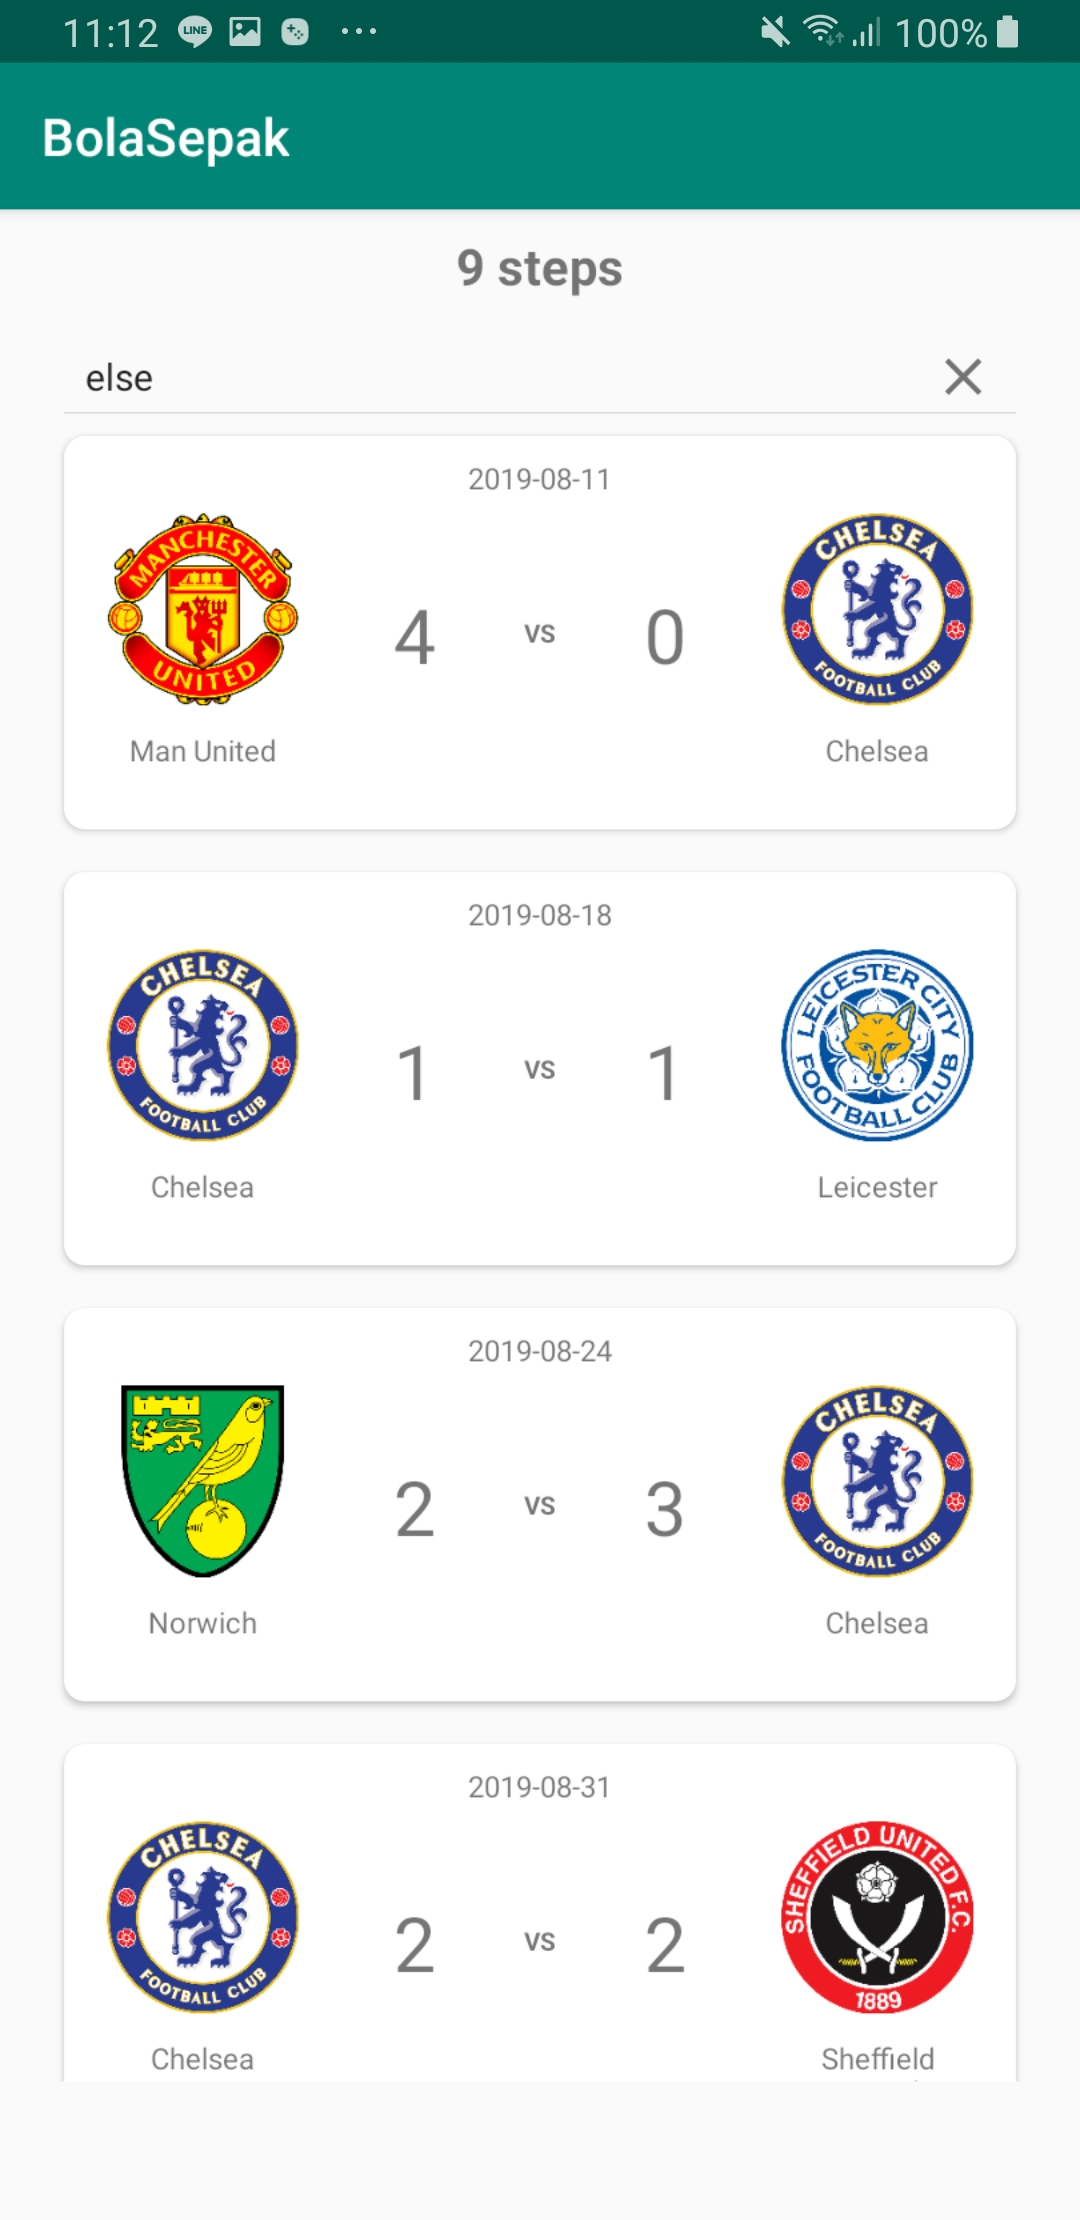 11:12 LINE ... 100%
BolaSepak
9 steps
else
2019-08-11
MANCHESTER UNITED
4 vs 0
CHELSEA FOOTBALL CLUB
Man United Chelsea
2019-08-18
CHELSEA FOOTBALL CLUB
1 vs 1
LEICESTER CITY FOOTBALL CLUB
Chelsea Leicester
2019-08-24
2 vs 3
CHELSEA FOOTBALL CLUB
Norwich Chelsea
2019-08-31
CHELSEA FOOTBALL CLUB
2 vs 2
SHEFFIELD UNITED F.C. 1889
Chelsea Sheffield